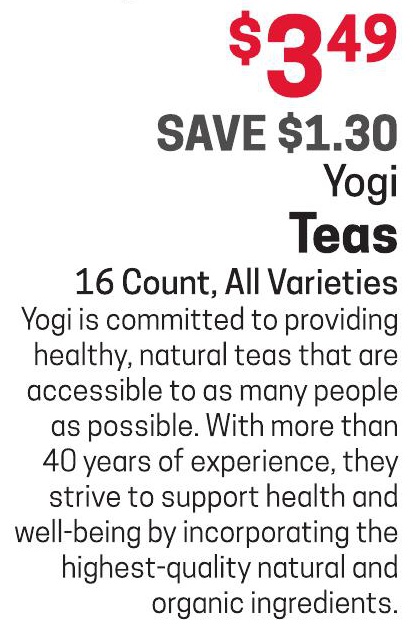 $3 49
SAVE $1.30
Yogi
Teas
16 Count, All Varieties
Yogi is committed to providing
healthy, natural teas that are
accessible to as many people
as possible. With more than
40 years of experience, they
strive to support health and
well-being by incorporating the
highest-quality natural and
organic ingredients.